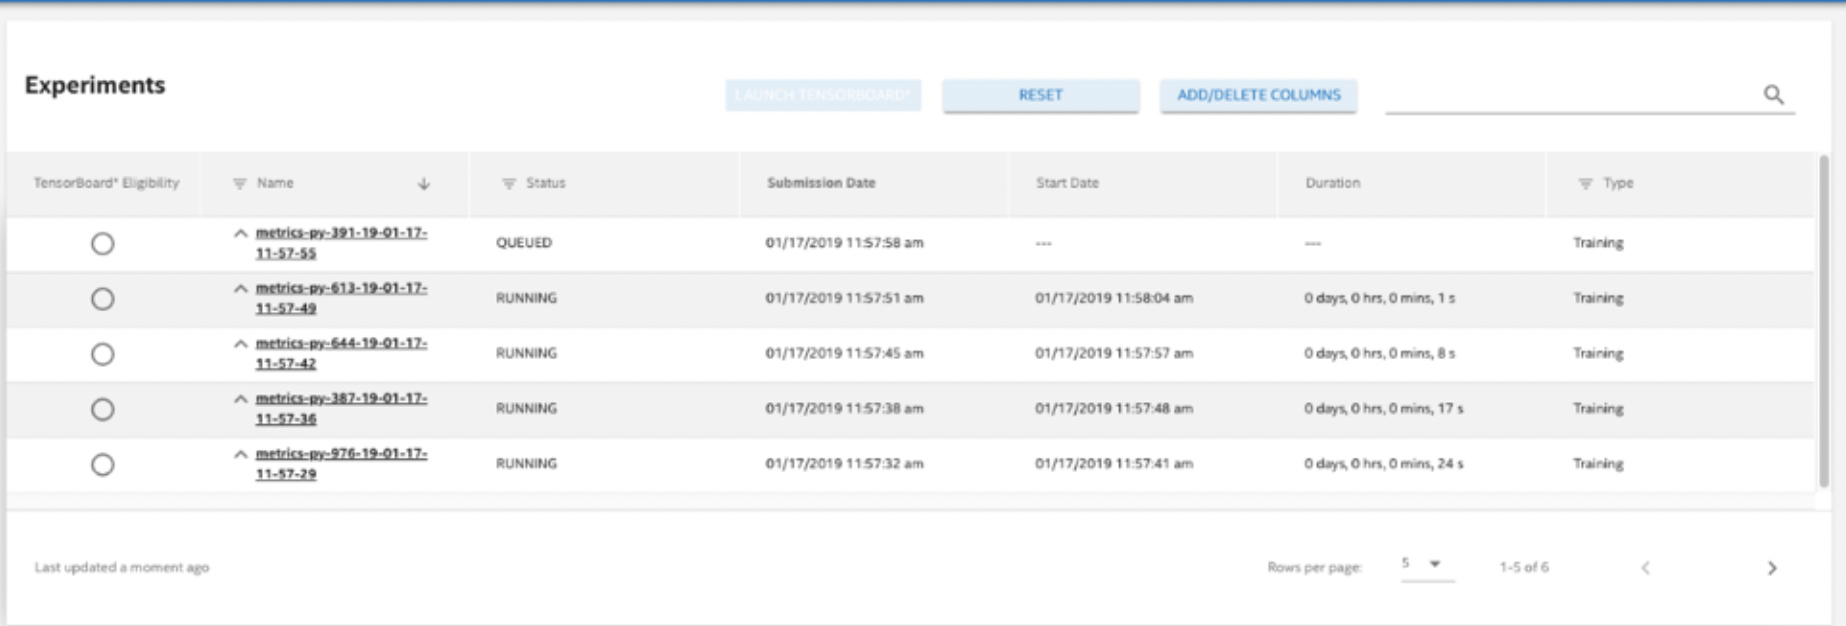 Experiments
LAUNCH TENSORBOARD*
RESET
ADD/DELETE COLUMNS
TensorBoard* Eligibility Name Status Submission Date Start Date Duration Type
metrics-py-391-19-01-17-
11-57-55
QUEUED 01/17/2019 11:57:58 am --- --- Training
metrics-py-613-19-01-17-
11-57-49
RUNNING 01/17/2019 11:57:51 am 01/17/2019 11:58:04 am 0 days, 0 hrs, 0 mins, 1 s Training
metrics-py-644-19-01-17-
11-57-42
RUNNING 01/17/2019 11:57:45 am 01/17/2019 11:57:57 am 0 days, 0 hrs, 0 mins, 8 s Training
metrics-py-387-19-01-17-
11-57-36
RUNNING 01/17/2019 11:57:38 am 01/17/2019 11:57:48 am 0 days, 0 hrs, 0 mins, 17 s Training
metrics-py-976-19-01-17-
11-57-29
RUNNING 01/17/2019 11:57:32 am 01/17/2019 11:57:41 am 0 days, 0 hrs, 0 mins, 24 s Training
Last updated a moment ago
Rows per page: 5 1-5 of 6